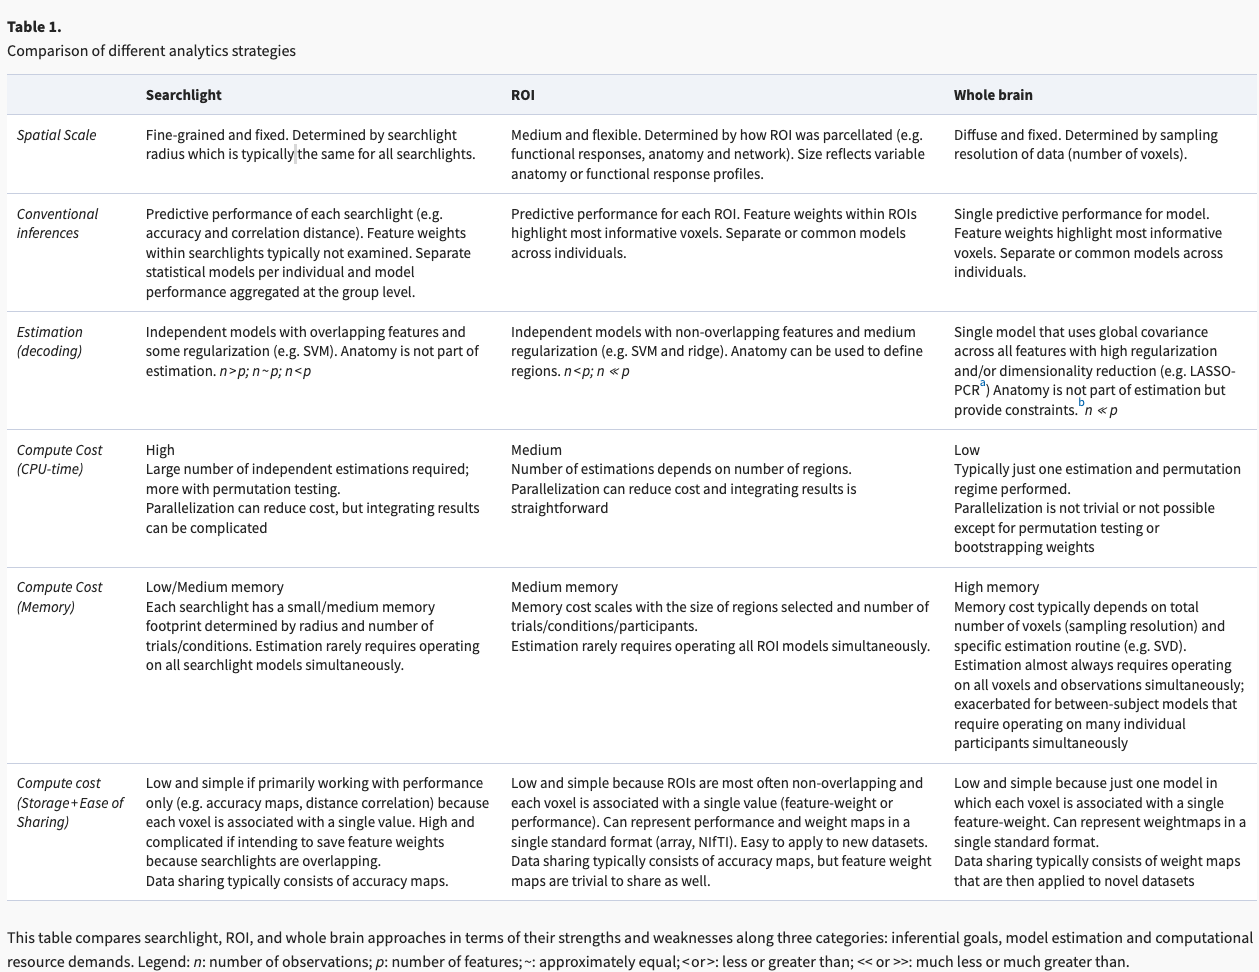 Table 1.
Comparison of different analytics strategies
Searchlight
ROI
Whole brain
Spatial Scale
Fine-grained and fixed. Determined by searchlight
radius which is typically the same for all searchlights.
Medium and flexible. Determined by how ROI was parcellated (e.g.
functional responses, anatomy and network). Size reflects variable
anatomy or functional response profiles.
Diffuse and fixed. Determined by sampling
resolution of data (number of voxels).
Conventional
inferences
Predictive performance of each searchlight (e.g.
accuracy and correlation distance). Feature weights
within searchlights typically not examined. Separate
statistical models per individual and model
performance aggregated at the group level.
Predictive performance for each ROI. Feature weights within ROIs
highlight most informative voxels. Separate or common models
across individuals.
Single predictive performance for model.
Feature weights highlight most informative
voxels. Separate or common models across
individuals.
Estimation
(decoding)
Independent models with overlapping features and
some regularization (e.g. SVM). Anatomy is not part of
estimation. n > p; n ~ p; n < p
Independent models with non-overlapping features and medium
regularization (e.g. SVM and ridge). Anatomy can be used to define
regions. n < p; n ≪ p
Single model that uses global covariance
across all features with high regularization
and/or dimensionality reduction (e.g. LASSO-
PCRa) Anatomy is not part of estimation but
provide constraints.b n ≪ p
Compute Cost
(CPU-time)
High
Large number of independent estimations required;
more with permutation testing.
Parallelization can reduce cost, but integrating results
can be complicated
Medium
Number of estimations depends on number of regions.
Parallelization can reduce cost and integrating results is
straightforward
Low
Typically just one estimation and permutation
regime performed.
Parallelization is not trivial or not possible
except for permutation testing or
bootstrapping weights
Compute Cost
(Memory)
Low/Medium memory
Each searchlight has a small/medium memory
footprint determined by radius and number of
trials/conditions. Estimation rarely requires operating
on all searchlight models simultaneously.
Medium memory
Memory cost scales with the size of regions selected and number of
trials/conditions/participants.
Estimation rarely requires operating all ROI models simultaneously.
High memory
Memory cost typically depends on total
number of voxels (sampling resolution) and
specific estimation routine (e.g. SVD).
Estimation almost always requires operating
on all voxels and observations simultaneously;
exacerbated for between-subject models that
require operating on many individual
participants simultaneously
Compute cost
(Storage + Ease of
Sharing)
Low and simple if primarily working with performance
only (e.g. accuracy maps, distance correlation) because
each voxel is associated with a single value. High and
complicated if intending to save feature weights
because searchlights are overlapping.
Data sharing typically consists of accuracy maps.
Low and simple because ROIs are most often non-overlapping and
each voxel is associated with a single value (feature-weight or
performance). Can represent performance and weight maps in a
single standard format (array, NIfTI). Easy to apply to new datasets.
Data sharing typically consists of accuracy maps, but feature weight
maps are trivial to share as well.
Low and simple because just one model in
which each voxel is associated with a single
feature-weight. Can represent weightmaps in a
single standard format.
Data sharing typically consists of weight maps
that are then applied to novel datasets
This table compares searchlight, ROI, and whole brain approaches in terms of their strengths and weaknesses along three categories: inferential goals, model estimation and computational
resource demands. Legend: n: number of observations; p: number of features; ~: approximately equal; < or >: less or greater than; << or >>: much less or much greater than.